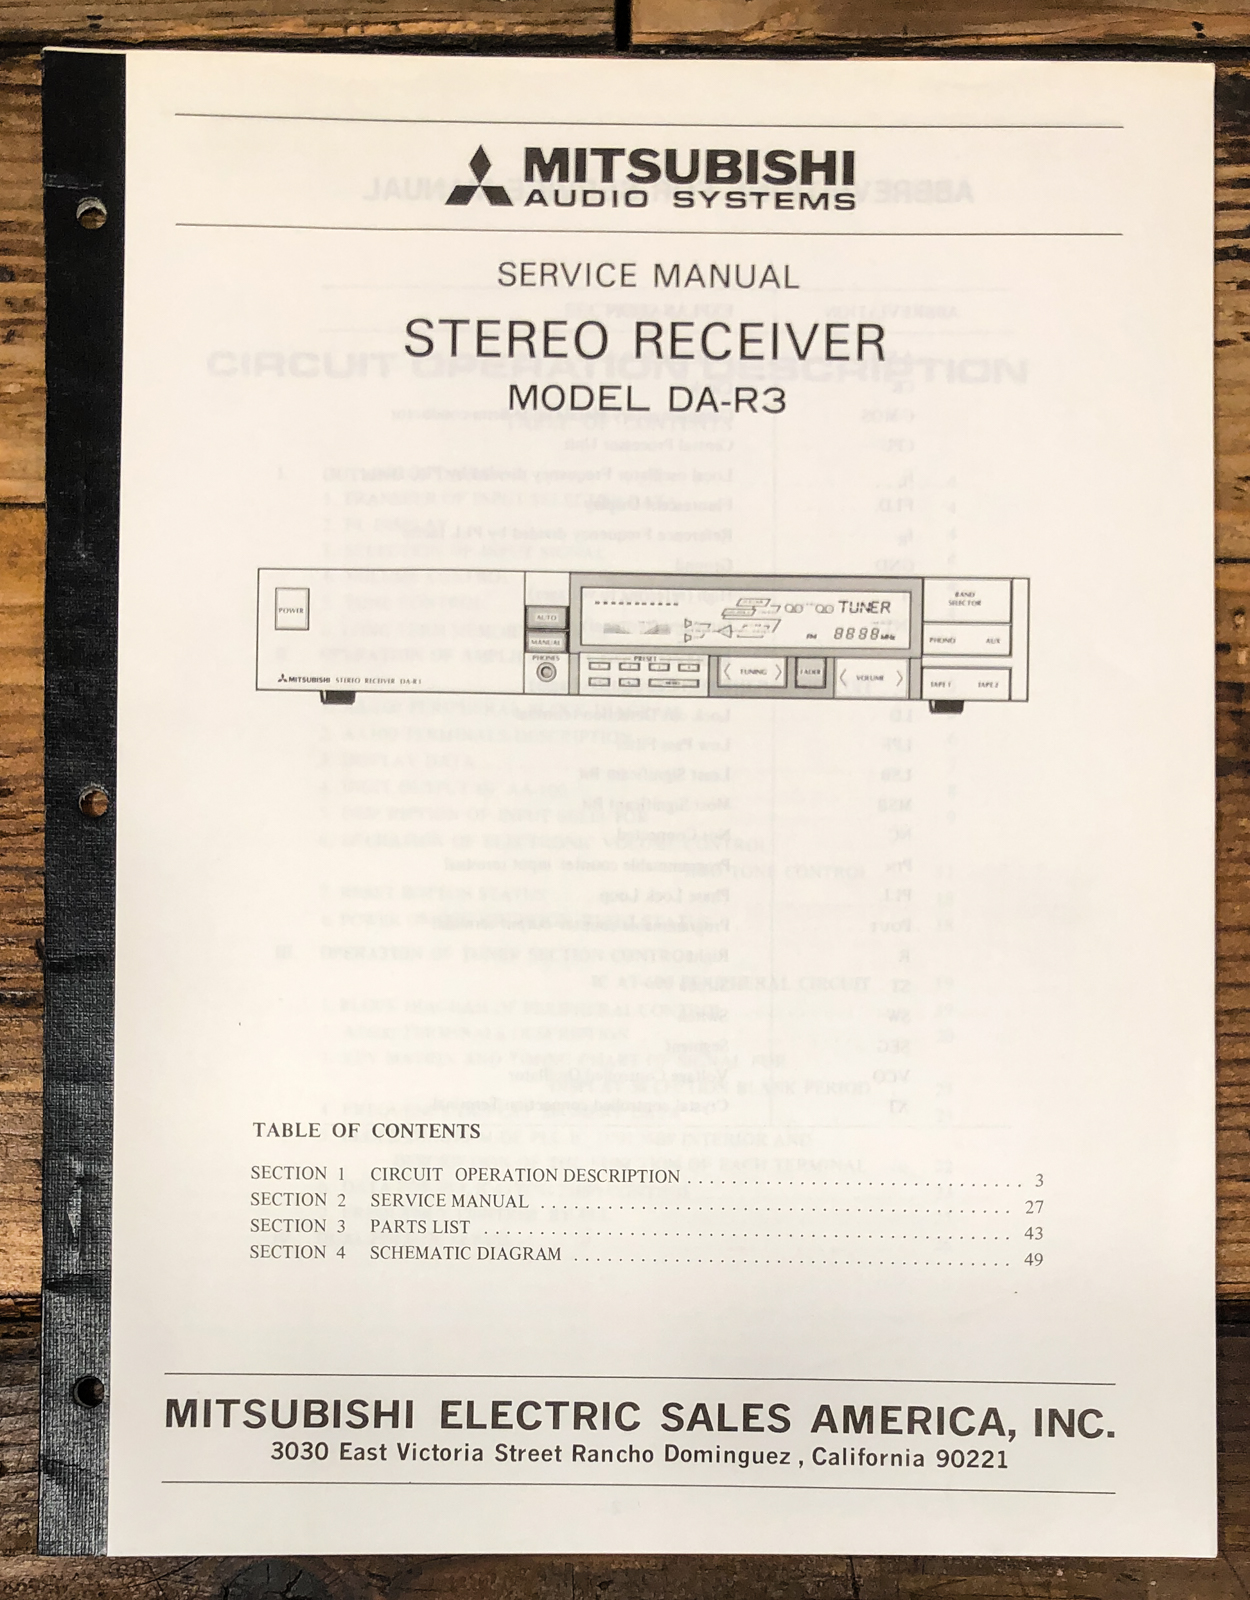 MITSUBISHI
AUDIO SYSTEMS
SERVICE MANUAL
STEREO RECEIVER
MODEL DA-R3
POWER
AUTO
MANUAL
PHONES
MITSUBISHI STEREO RECEIVER
TUNER
FM 8888 MHz
PRESET
TUNING
FADER
VOLUME
BAND
SELECTOR
PHONO AUX
TAPE 1 TAPE 2
TABLE OF CONTENTS
SECTION 1 CIRCUIT OPERATION DESCRIPTION . . . . . . . . . . . . . . . . . . . . . . . . . . . . . . 3
SECTION 2 SERVICE MANUAL . . . . . . . . . . . . . . . . . . . . . . . . . . . . . . . . . . . . . . . . . . 27
SECTION 3 PARTS LIST . . . . . . . . . . . . . . . . . . . . . . . . . . . . . . . . . . . . . . . . . . . . . . . 43
SECTION 4 SCHEMATIC DIAGRAM . . . . . . . . . . . . . . . . . . . . . . . . . . . . . . . . . . . . . . . 49
MITSUBISHI ELECTRIC SALES AMERICA, INC.
3030 East Victoria Street Rancho Dominguez , California 90221